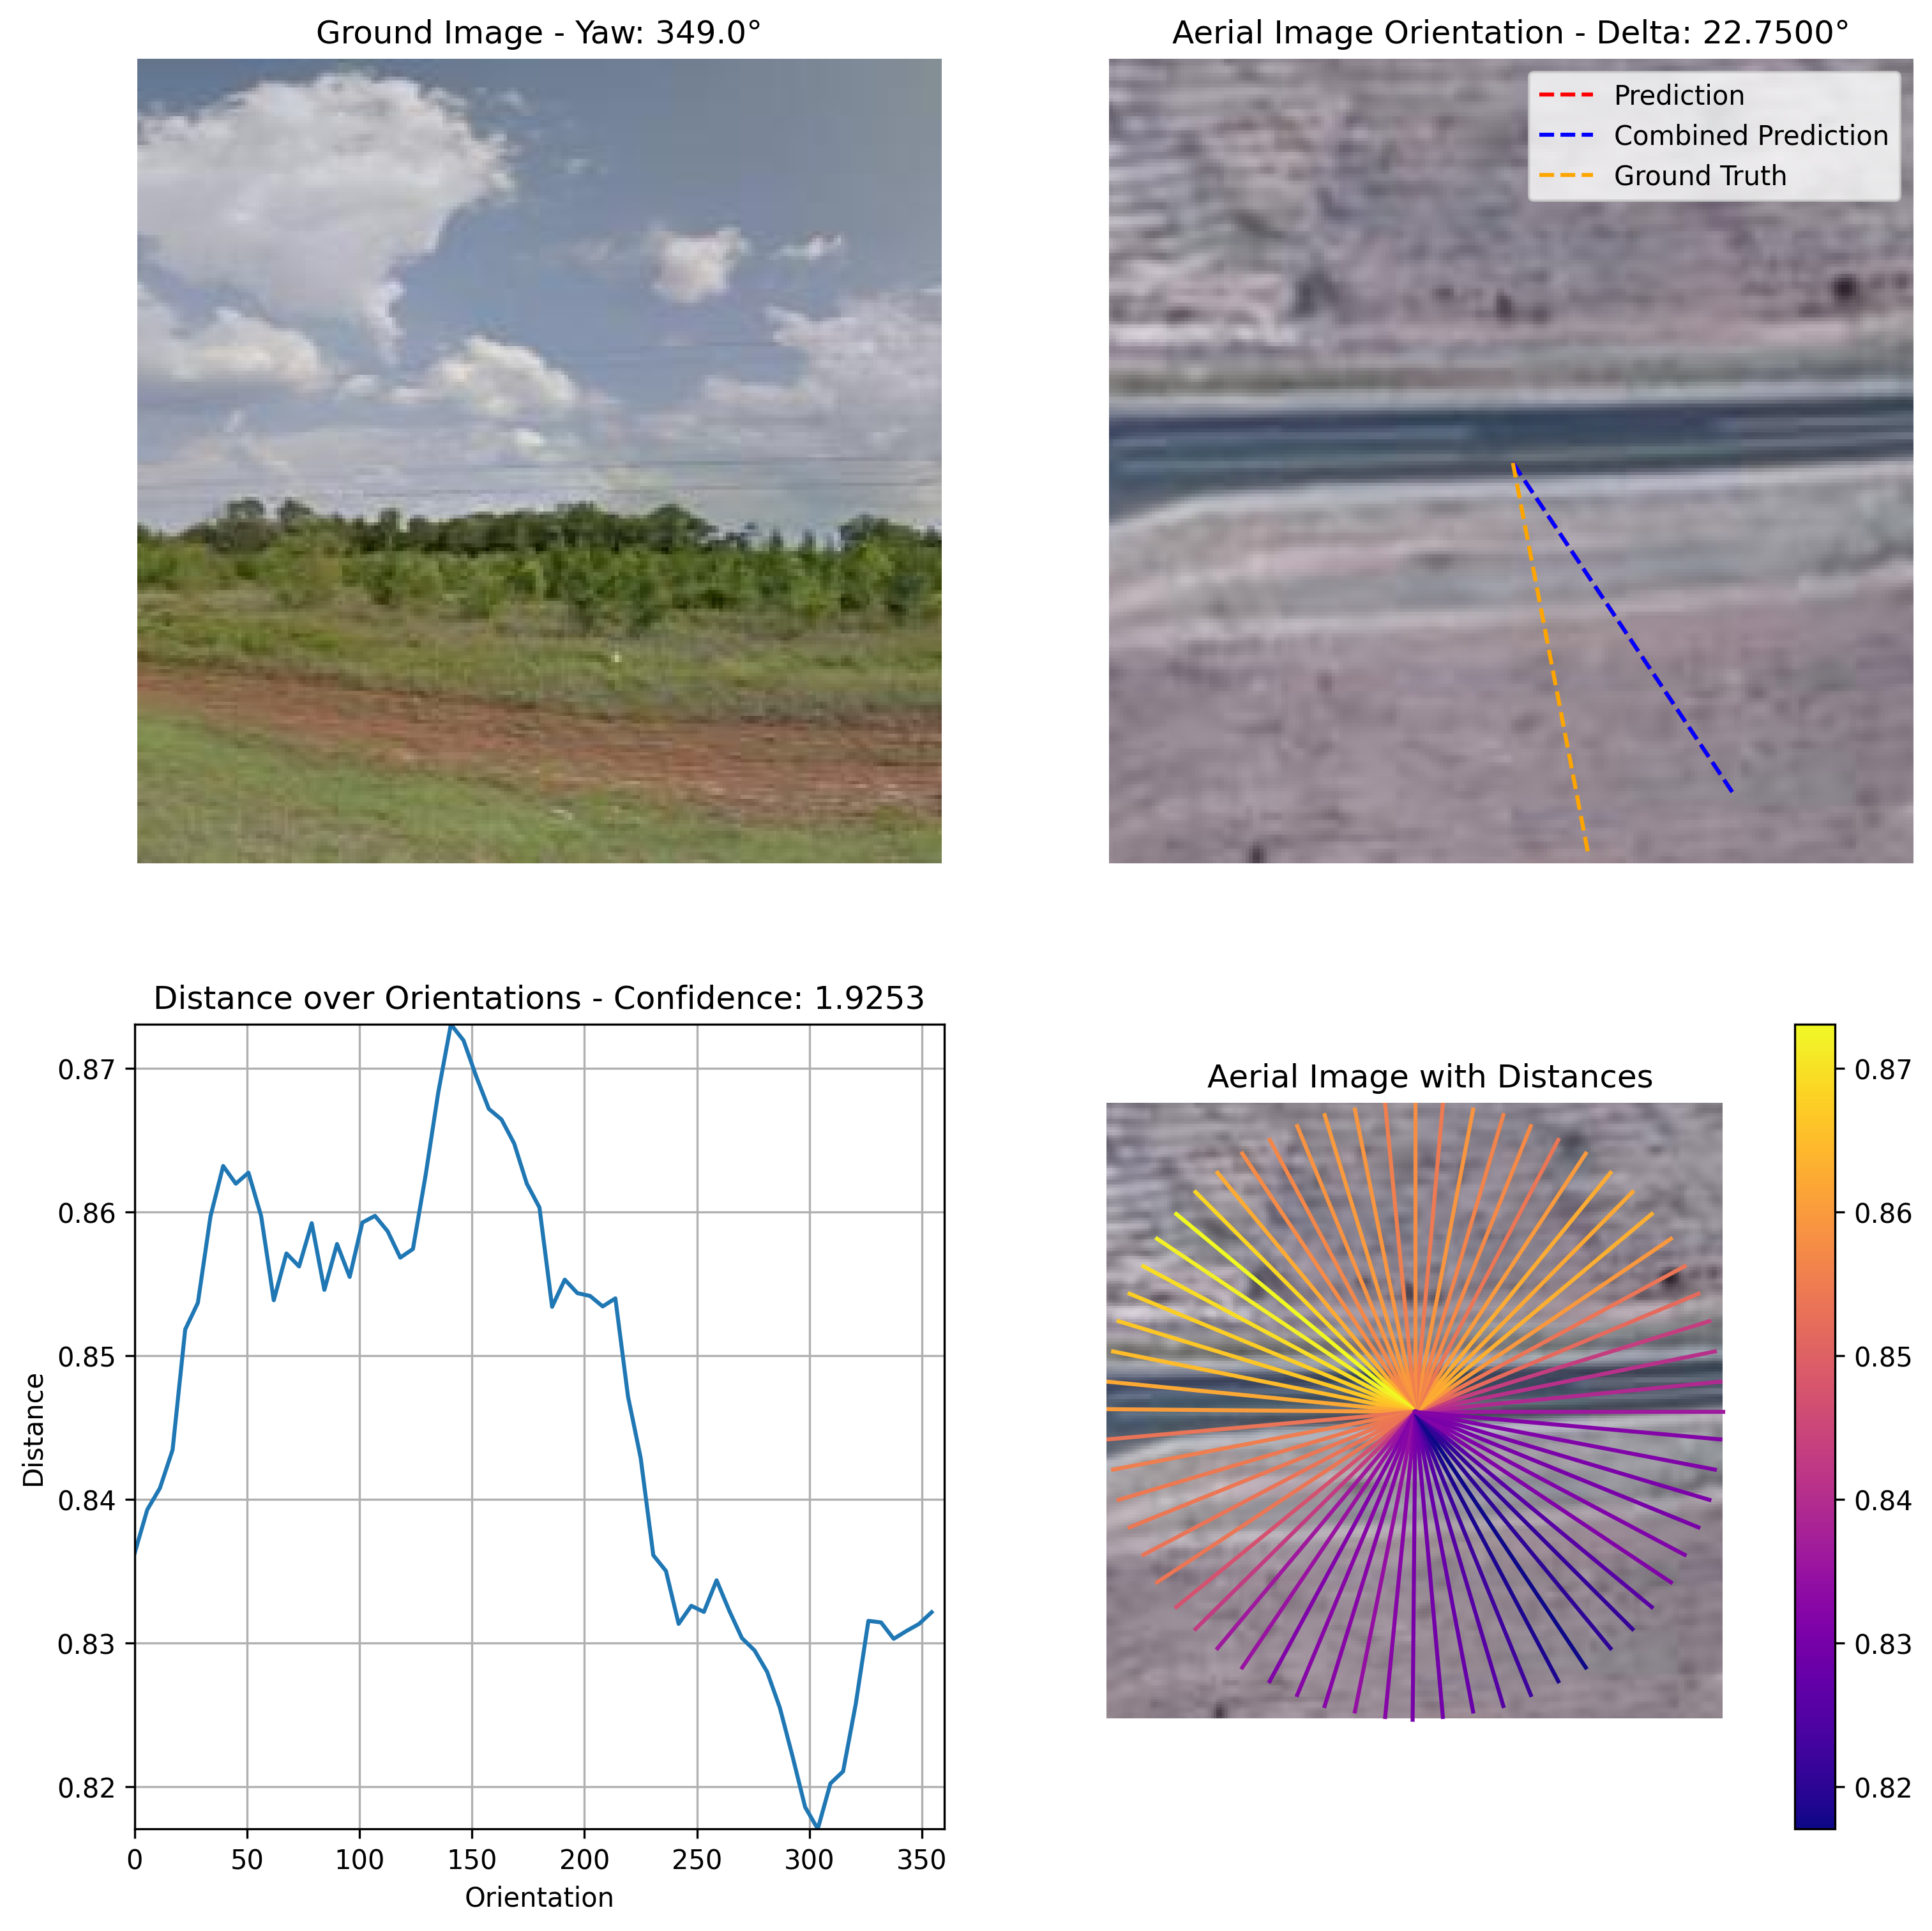 Ground Image - Yaw: 349.0°
Aerial Image Orientation - Delta: 22.7500°
Prediction
Combined Prediction
Ground Truth
Distance over Orientations - Confidence: 1.9253
0.87
0.86
0.85
0.84
0.83
0.82
Distance
0
50
100
150
200
250
300
350
Orientation
Aerial Image with Distances
0.87
0.86
0.85
0.84
0.83
0.82